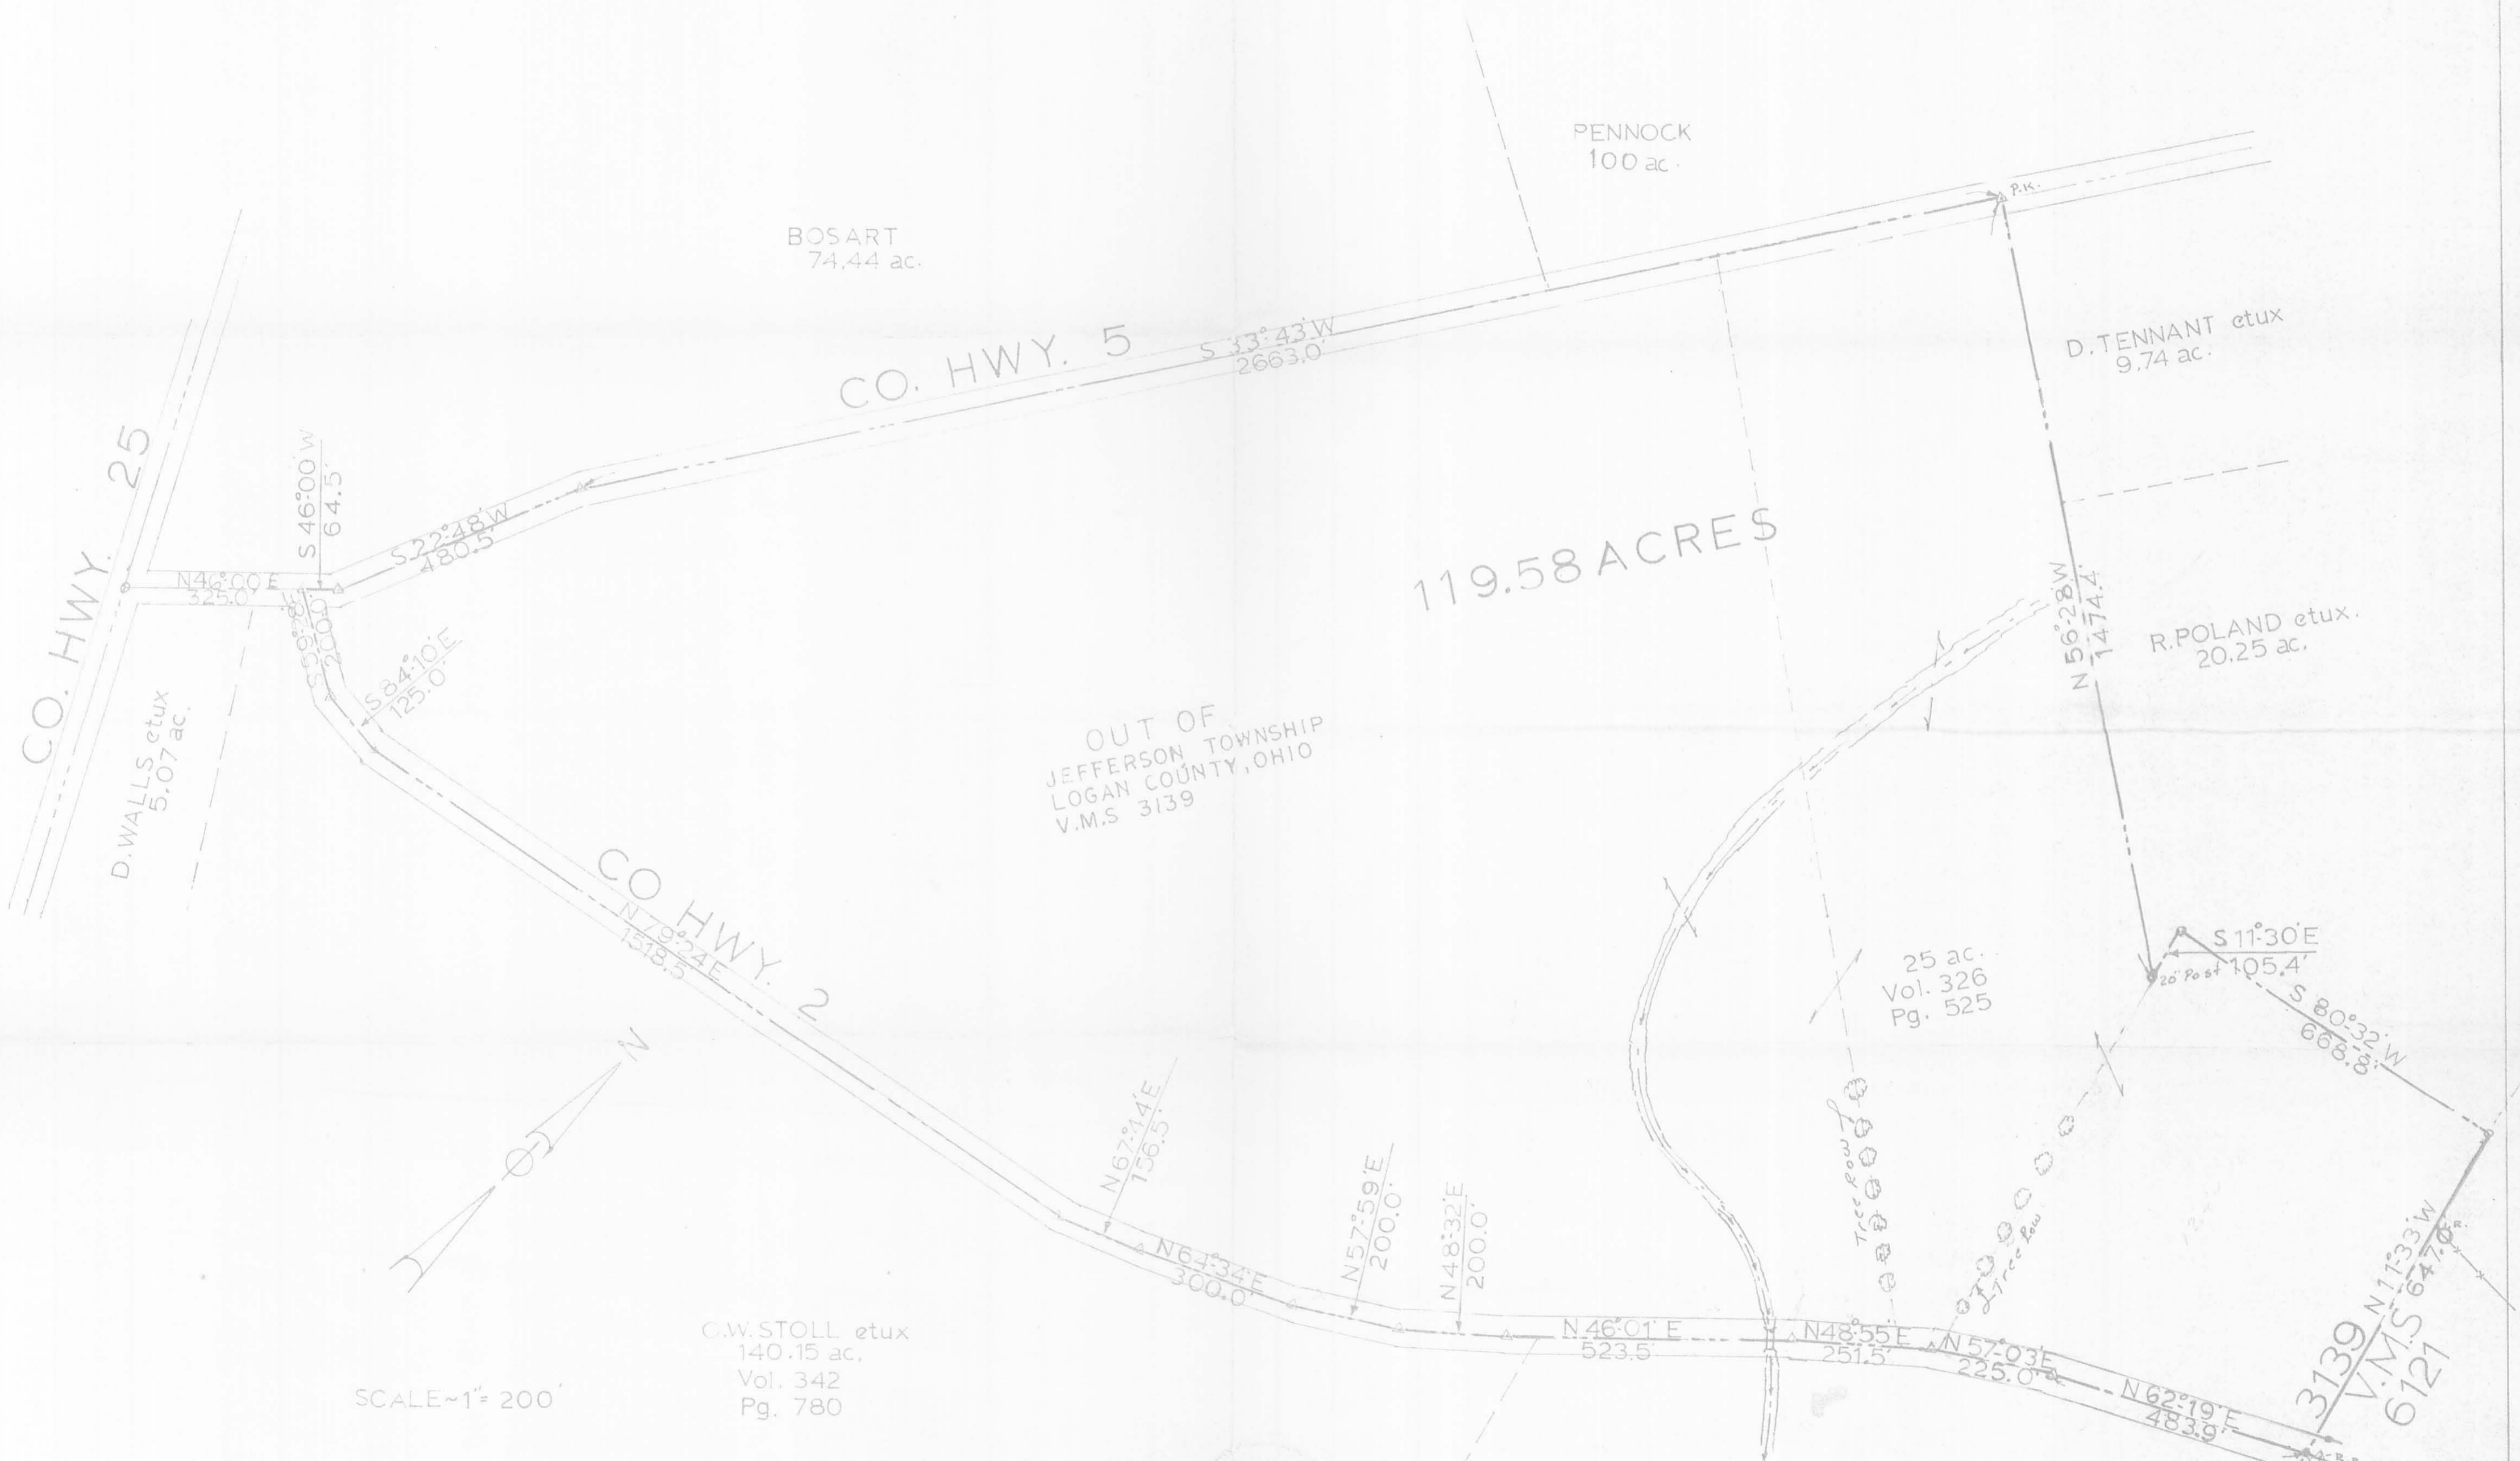 PENNOCK
100 ac.
P.K.
BOSART
74.44 ac.
D. TENNANT etux
9.74 ac.
CO. HWY. 5
S 33°-43'W
2663.0'
CO. HWY. 25
S 46°-00'W
64.5'
S 22°-48'W
480.5'
N46°-00'E
325.0'
200.0'
S 84°-10'E
125.0'
119.58 ACRES
N 56°-28'W
1474.4'
R. POLAND etux.
20.25 ac.
D. WALLS etux
5.07 ac.
OUT OF
JEFFERSON TOWNSHIP
LOGAN COUNTY, OHIO
V.M.S 3139
CO HWY. 2
N 79°-24'E
1518.5'
25 ac.
Vol. 326
Pg. 525
S 11°-30'E
105.4'
20" Post
S 80°-32'W
668.8'
N
N 67°-44'E
156.5'
N 64°-34'E
300.0'
N 57°-59'E
200.0'
N 48°-32'E
200.0'
Tree Row
Tree Row
N 46°-01' E
523.5'
N48°-55'E
251.5'
N 57°-03'E
225.0'
N 62°-19'E
483.9'
N 11°-33'W
647.0'
3139
V.M.S
6121
C.W. STOLL etux
140.15 ac.
Vol. 342
Pg. 780
SCALE~1"= 200'